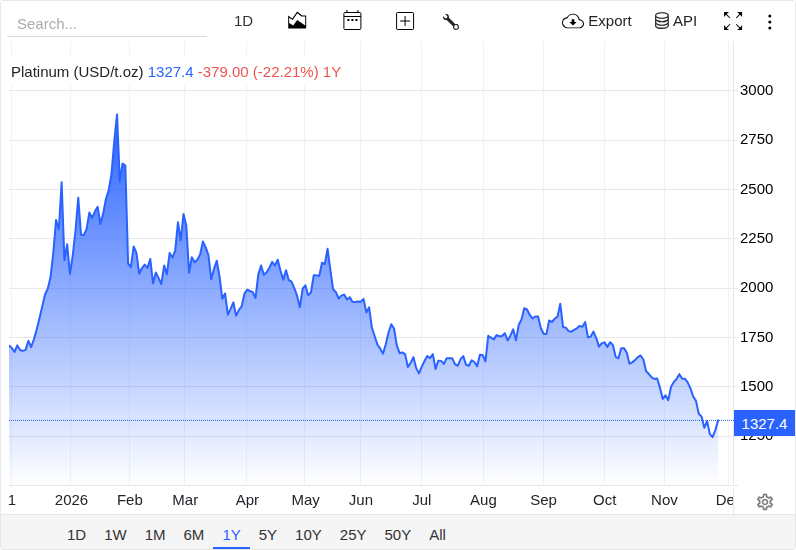 Search... 1D Export API
Platinum (USD/t.oz) 1327.4 -379.00 (-22.21%) 1Y
3000
2750
2500
2250
2000
1750
1500
1327.4
1250
1 2026 Feb Mar Apr May Jun Jul Aug Sep Oct Nov De
1D 1W 1M 6M 1Y 5Y 10Y 25Y 50Y All